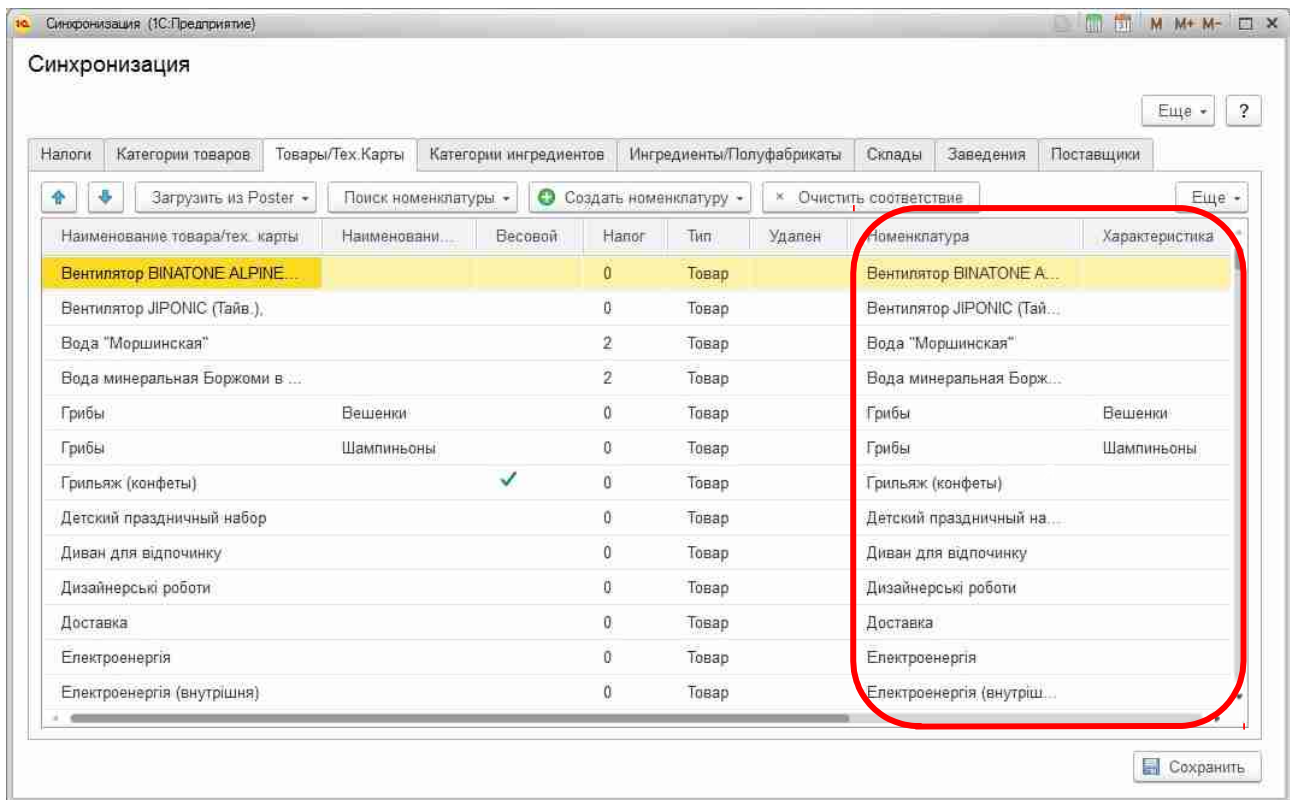 1С Синхронизация (1С:Предприятие) M M+ M-
Синхронизация
Еще ?
Налоги Категории товаров Товары/Тех.Карты Категории ингредиентов Ингредиенты/Полуфабрикаты Склады Заведения Поставщики
Загрузить из Poster Поиск номенклатуры Создать номенклатуру × Очистить соответствие Еще
Наименование товара/тех. карты Наименовани... Весовой Налог Тип Удален Номенклатура Характеристика
Вентилятор BINATONE ALPINE... 0 Товар Вентилятор BINATONE A...
Вентилятор JIPONIC (Тайв.), 0 Товар Вентилятор JIPONIC (Тай...
Вода "Моршинская" 2 Товар Вода "Моршинская"
Вода минеральная Боржоми в ... 2 Товар Вода минеральная Борж...
Грибы Вешенки 0 Товар Грибы Вешенки
Грибы Шампиньоны 0 Товар Грибы Шампиньоны
Грильяж (конфеты) ✓ 0 Товар Грильяж (конфеты)
Детский праздничный набор 0 Товар Детский праздничный на...
Диван для відпочинку 0 Товар Диван для відпочинку
Дизайнерські роботи 0 Товар Дизайнерські роботи
Доставка 0 Товар Доставка
Електроенергія 0 Товар Електроенергія
Електроенергія (внутрішня) 0 Товар Електроенергія (внутріш...
Сохранить